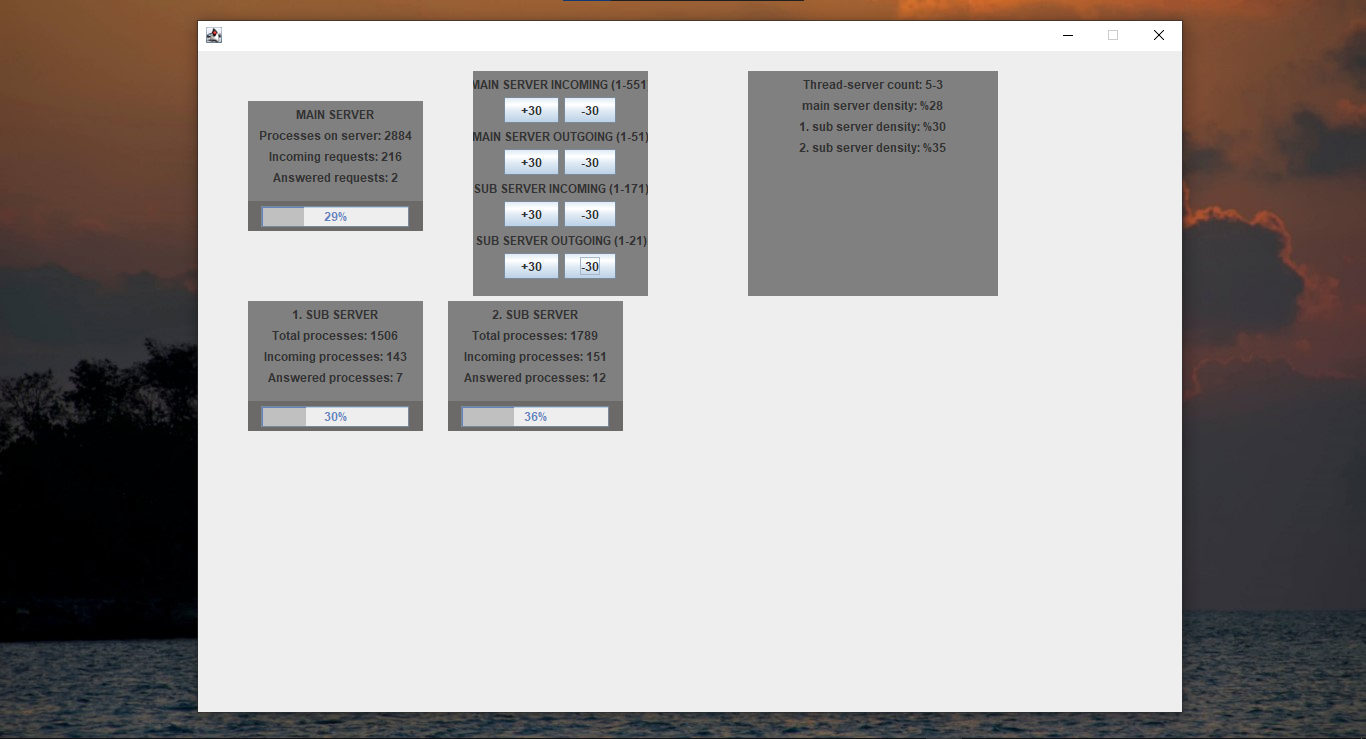 MAIN SERVER
Processes on server: 2884
Incoming requests: 216
Answered requests: 2
29%
MAIN SERVER INCOMING (1-551
+30 -30
MAIN SERVER OUTGOING (1-51)
+30 -30
SUB SERVER INCOMING (1-171)
+30 -30
SUB SERVER OUTGOING (1-21)
+30 -30
Thread-server count: 5-3
main server density: %28
1. sub server density: %30
2. sub server density: %35
1. SUB SERVER
Total processes: 1506
Incoming processes: 143
Answered processes: 7
30%
2. SUB SERVER
Total processes: 1789
Incoming processes: 151
Answered processes: 12
36%